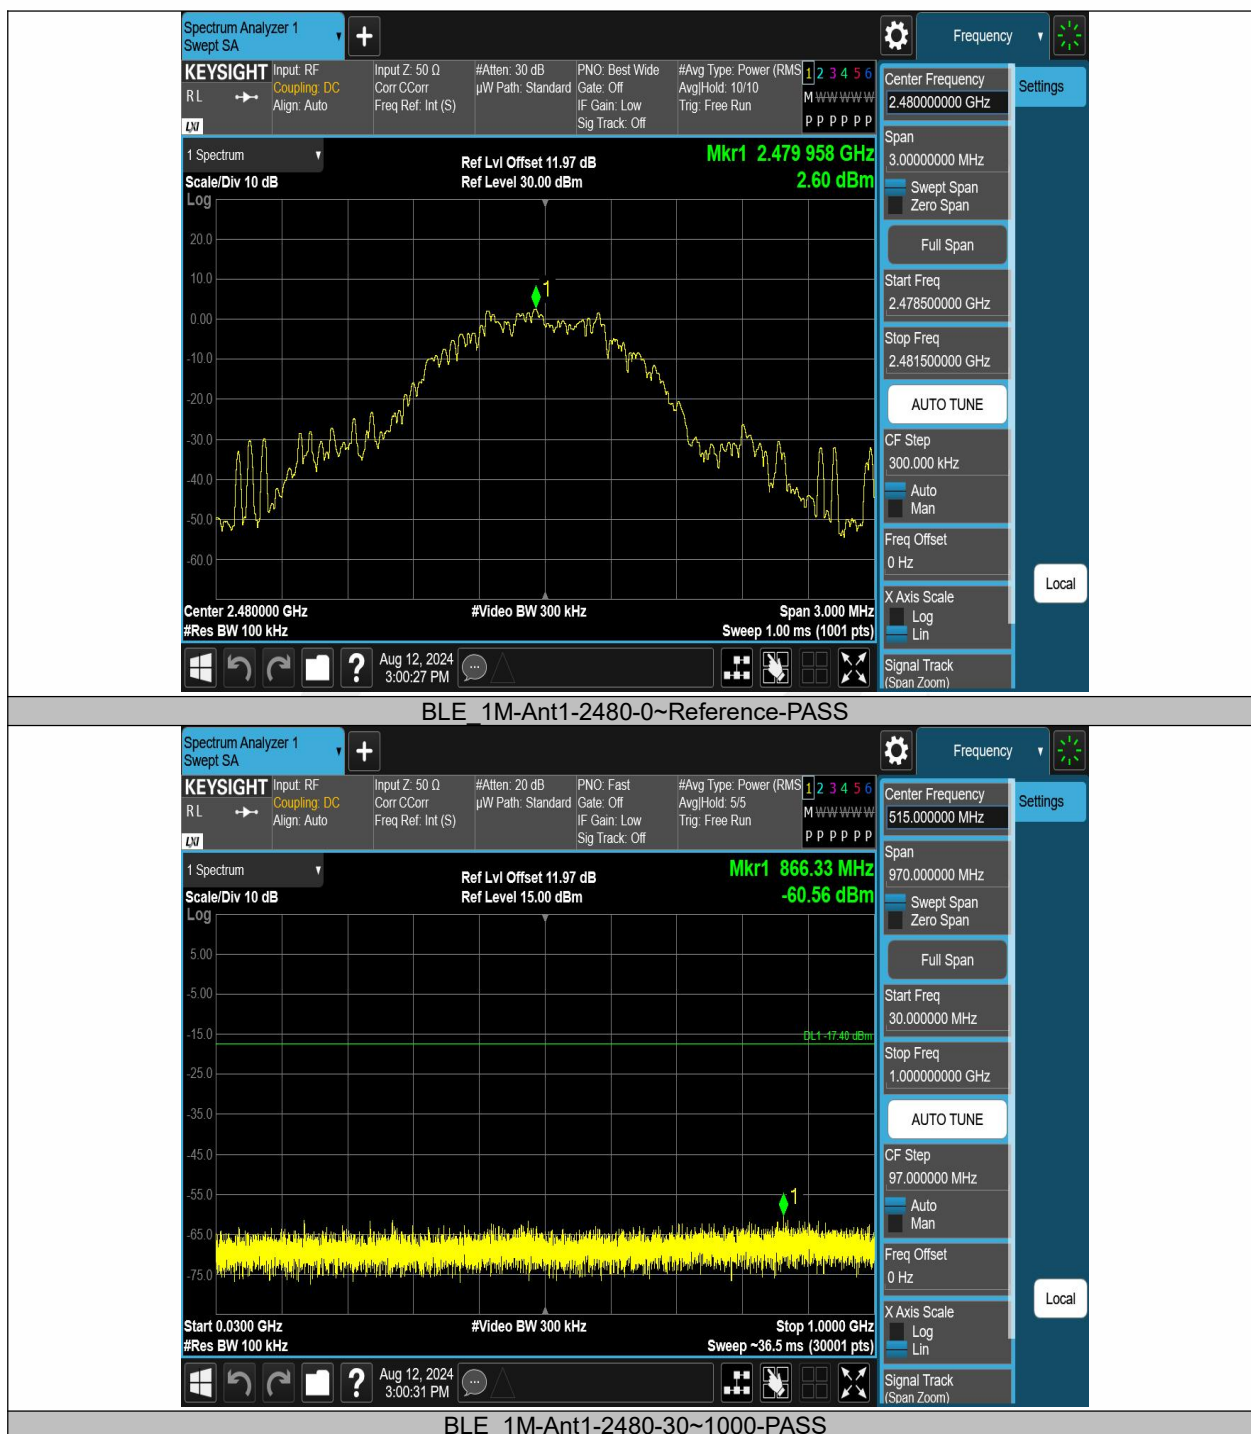 Spectrum Analyzer 1
Swept SA
Frequency
KEYSIGHT
RL
LXI
Input: RF
Coupling: DC
Align: Auto
Input Z: 50 Ω
Corr CCorr
Freq Ref: Int (S)
#Atten: 30 dB
µW Path: Standard
PNO: Best Wide
Gate: Off
IF Gain: Low
Sig Track: Off
#Avg Type: Power (RMS
Avg|Hold: 10/10
Trig: Free Run
1 2 3 4 5 6
M W W W W W
P P P P P P
Center Frequency
2.480000000 GHz
Settings
Span
3.00000000 MHz
Swept Span
Zero Span
Full Span
Start Freq
2.478500000 GHz
Stop Freq
2.481500000 GHz
AUTO TUNE
CF Step
300.000 kHz
Auto
Man
Freq Offset
0 Hz
X Axis Scale
Log
Lin
Signal Track
(Span Zoom)
Local
1 Spectrum
Scale/Div 10 dB
Ref Lvl Offset 11.97 dB
Ref Level 30.00 dBm
Mkr1 2.479 958 GHz
2.60 dBm
Log
20.0
10.0
0.00
-10.0
-20.0
-30.0
-40.0
-50.0
-60.0
1
Center 2.480000 GHz
#Res BW 100 kHz
#Video BW 300 kHz
Span 3.000 MHz
Sweep 1.00 ms (1001 pts)
?
Aug 12, 2024
3:00:27 PM
BLE_1M-Ant1-2480-0~Reference-PASS
Spectrum Analyzer 1
Swept SA
Frequency
KEYSIGHT
RL
LXI
Input: RF
Coupling: DC
Align: Auto
Input Z: 50 Ω
Corr CCorr
Freq Ref: Int (S)
#Atten: 20 dB
µW Path: Standard
PNO: Fast
Gate: Off
IF Gain: Low
Sig Track: Off
#Avg Type: Power (RMS
Avg|Hold: 5/5
Trig: Free Run
1 2 3 4 5 6
M W W W W W
P P P P P P
Center Frequency
515.000000 MHz
Settings
Span
970.000000 MHz
Swept Span
Zero Span
Full Span
Start Freq
30.000000 MHz
Stop Freq
1.000000000 GHz
AUTO TUNE
CF Step
97.000000 MHz
Auto
Man
Freq Offset
0 Hz
X Axis Scale
Log
Lin
Signal Track
(Span Zoom)
Local
1 Spectrum
Scale/Div 10 dB
Ref Lvl Offset 11.97 dB
Ref Level 15.00 dBm
Mkr1 866.33 MHz
-60.56 dBm
Log
5.00
-5.00
-15.0
DL1 -17.40 dBm
-25.0
-35.0
-45.0
-55.0
-65.0
-75.0
1
Start 0.0300 GHz
#Res BW 100 kHz
#Video BW 300 kHz
Stop 1.0000 GHz
Sweep ~36.5 ms (30001 pts)
?
Aug 12, 2024
3:00:31 PM
BLE_1M-Ant1-2480-30~1000-PASS